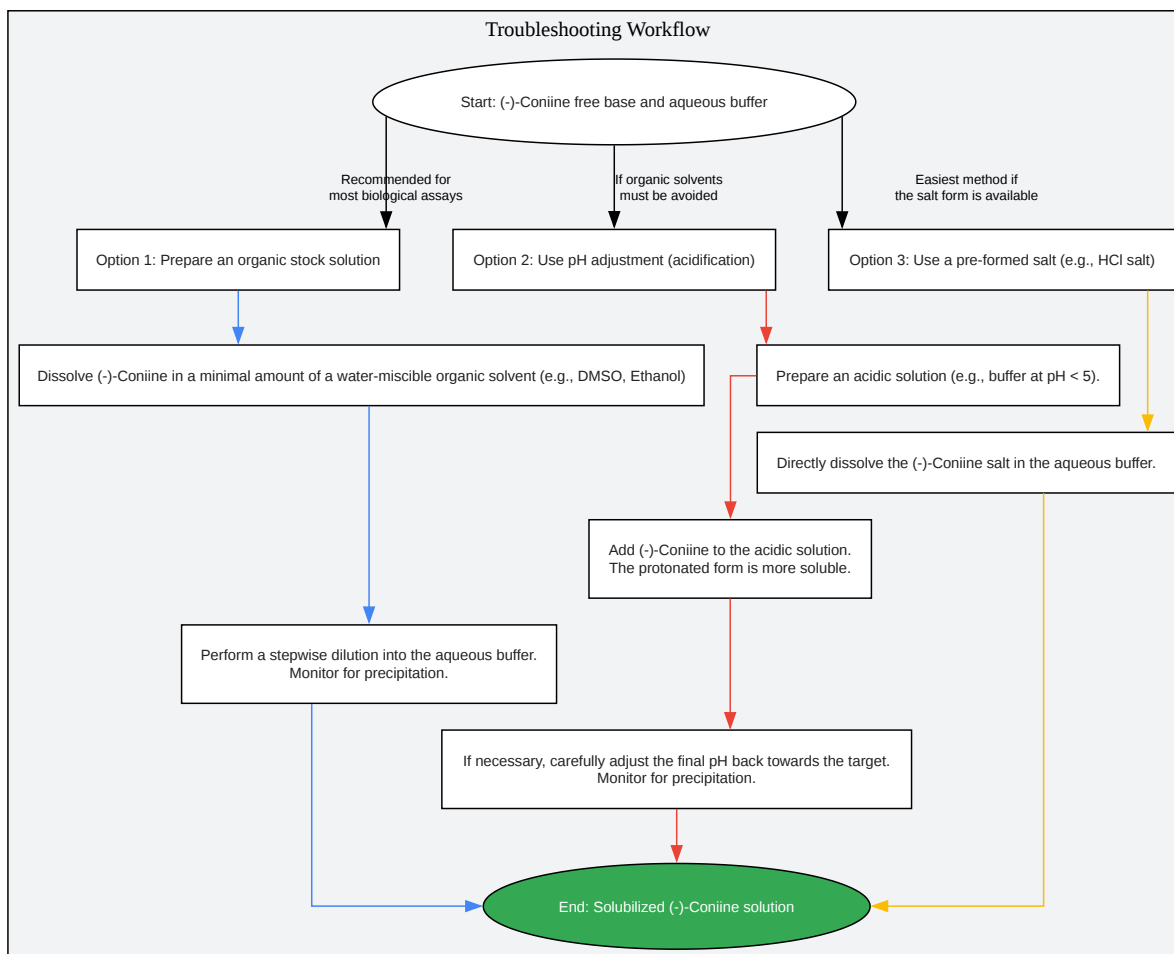 Troubleshooting Workflow
Start: (-)-Coniine free base and aqueous buffer
Recommended for
most biological assays
If organic solvents
must be avoided
Easiest method if
the salt form is available
Option 1: Prepare an organic stock solution
Option 2: Use pH adjustment (acidification)
Option 3: Use a pre-formed salt (e.g., HCl salt)
Dissolve (-)-Coniine in a minimal amount of a water-miscible organic solvent (e.g., DMSO, Ethanol)
Prepare an acidic solution (e.g., buffer at pH < 5).
Directly dissolve the (-)-Coniine salt in the aqueous buffer.
Add (-)-Coniine to the acidic solution.
The protonated form is more soluble.
Perform a stepwise dilution into the aqueous buffer.
Monitor for precipitation.
If necessary, carefully adjust the final pH back towards the target.
Monitor for precipitation.
End: Solubilized (-)-Coniine solution